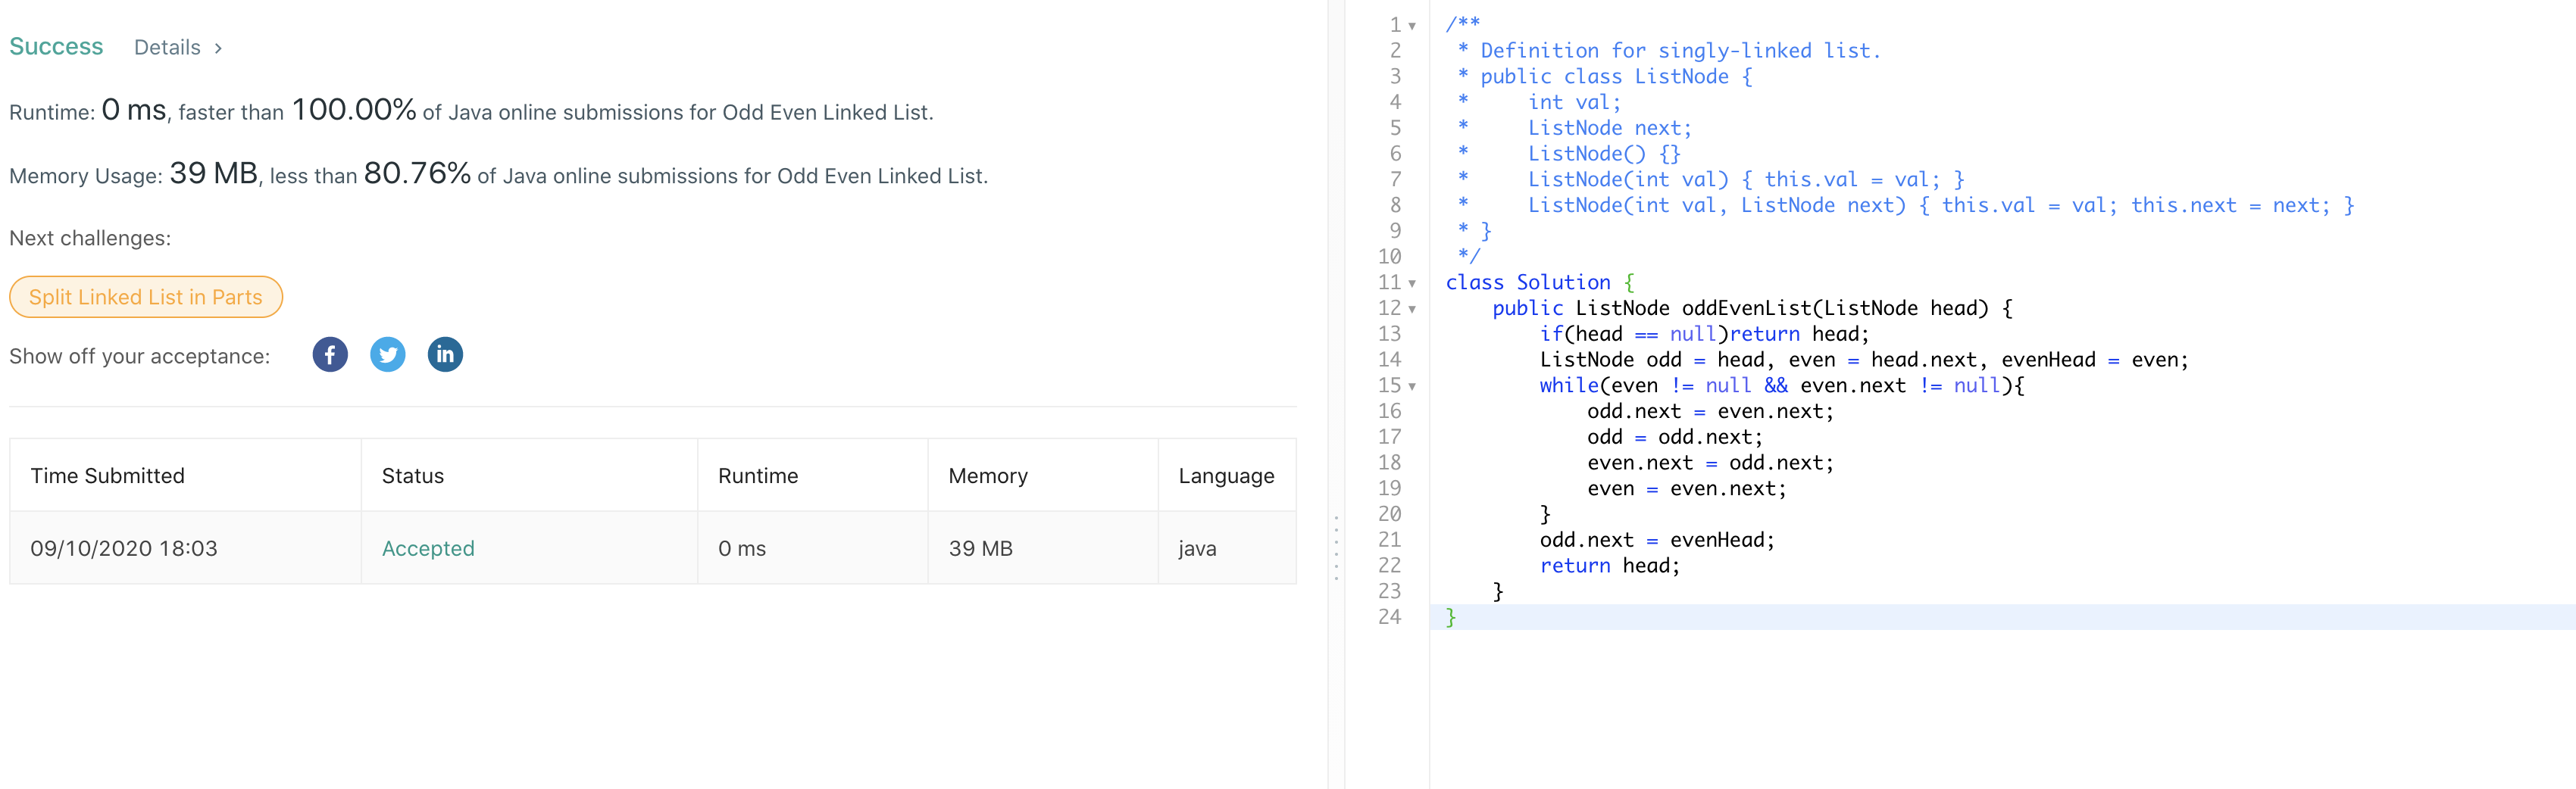 Success Details >
Runtime: 0 ms, faster than 100.00% of Java online submissions for Odd Even Linked List.
Memory Usage: 39 MB, less than 80.76% of Java online submissions for Odd Even Linked List.
Next challenges:
Split Linked List in Parts
Show off your acceptance: f in
Time Submitted Status Runtime Memory Language
09/10/2020 18:03 Accepted 0 ms 39 MB java
1 /**
2  * Definition for singly-linked list.
3  * public class ListNode {
4  *     int val;
5  *     ListNode next;
6  *     ListNode() {}
7  *     ListNode(int val) { this.val = val; }
8  *     ListNode(int val, ListNode next) { this.val = val; this.next = next; }
9  * }
10  */
11 class Solution {
12     public ListNode oddEvenList(ListNode head) {
13         if(head == null)return head;
14         ListNode odd = head, even = head.next, evenHead = even;
15         while(even != null && even.next != null){
16             odd.next = even.next;
17             odd = odd.next;
18             even.next = odd.next;
19             even = even.next;
20         }
21         odd.next = evenHead;
22         return head;
23     }
24 }